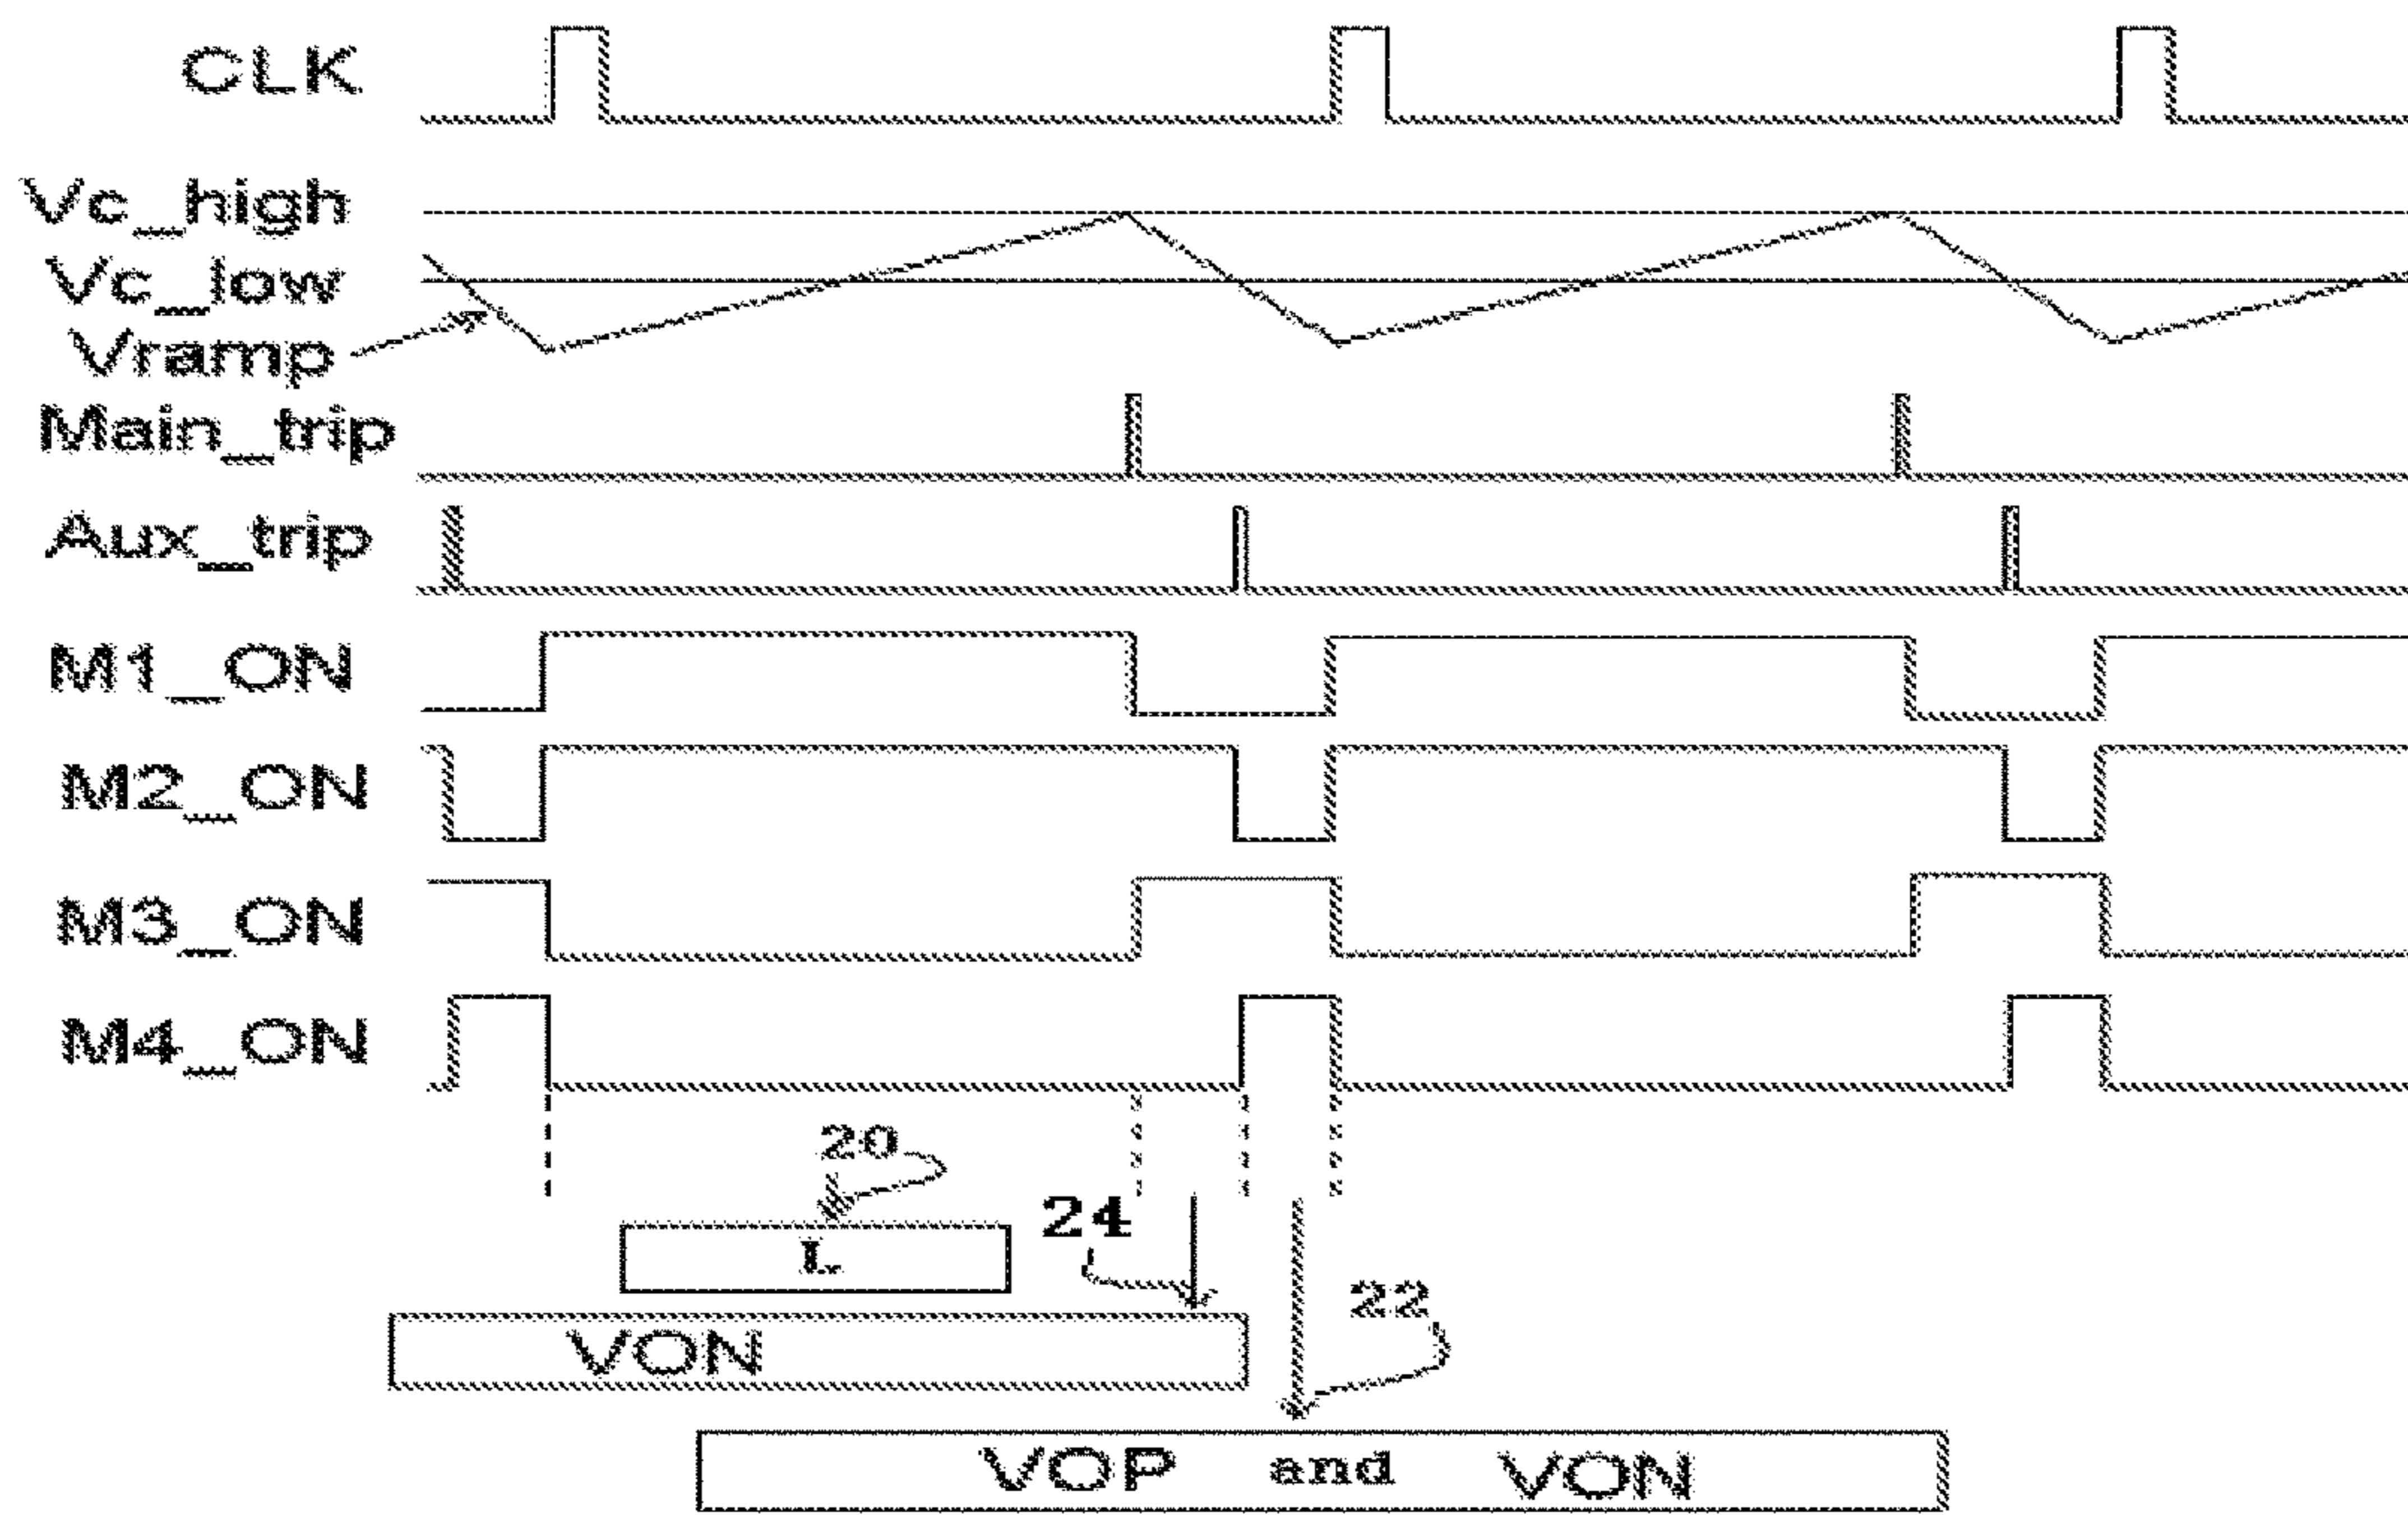 CLK
Vc_high
Vc_low
Vramp
Main_trip
Aux_trip
M1_ON
M2_ON
M3_ON
M4_ON
20
L
24
VON
22
VOP and VON